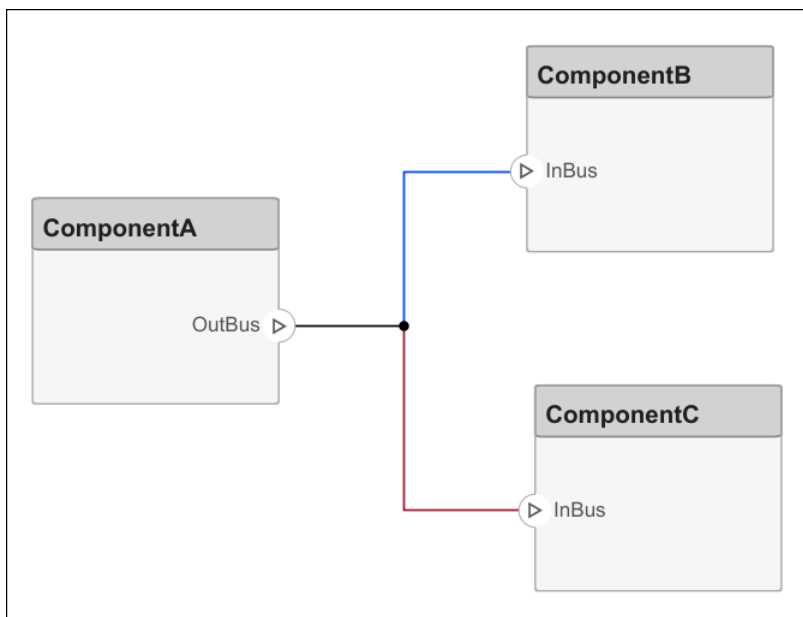 ComponentB
InBus
ComponentA
OutBus
ComponentC
InBus